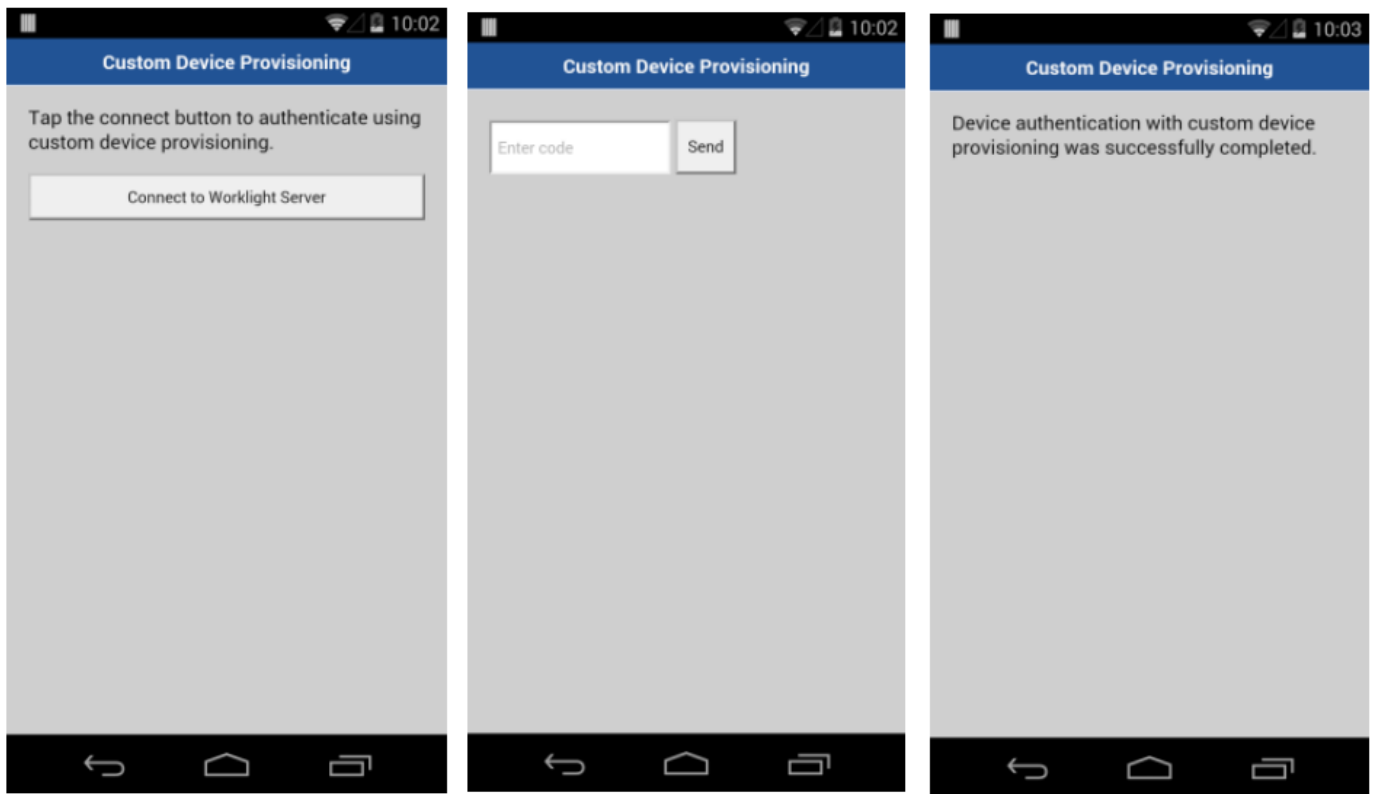 10:02
Custom Device Provisioning
Tap the connect button to authenticate using
custom device provisioning.
Connect to Worklight Server
10:02
Custom Device Provisioning
Enter code
Send
10:03
Custom Device Provisioning
Device authentication with custom device
provisioning was successfully completed.